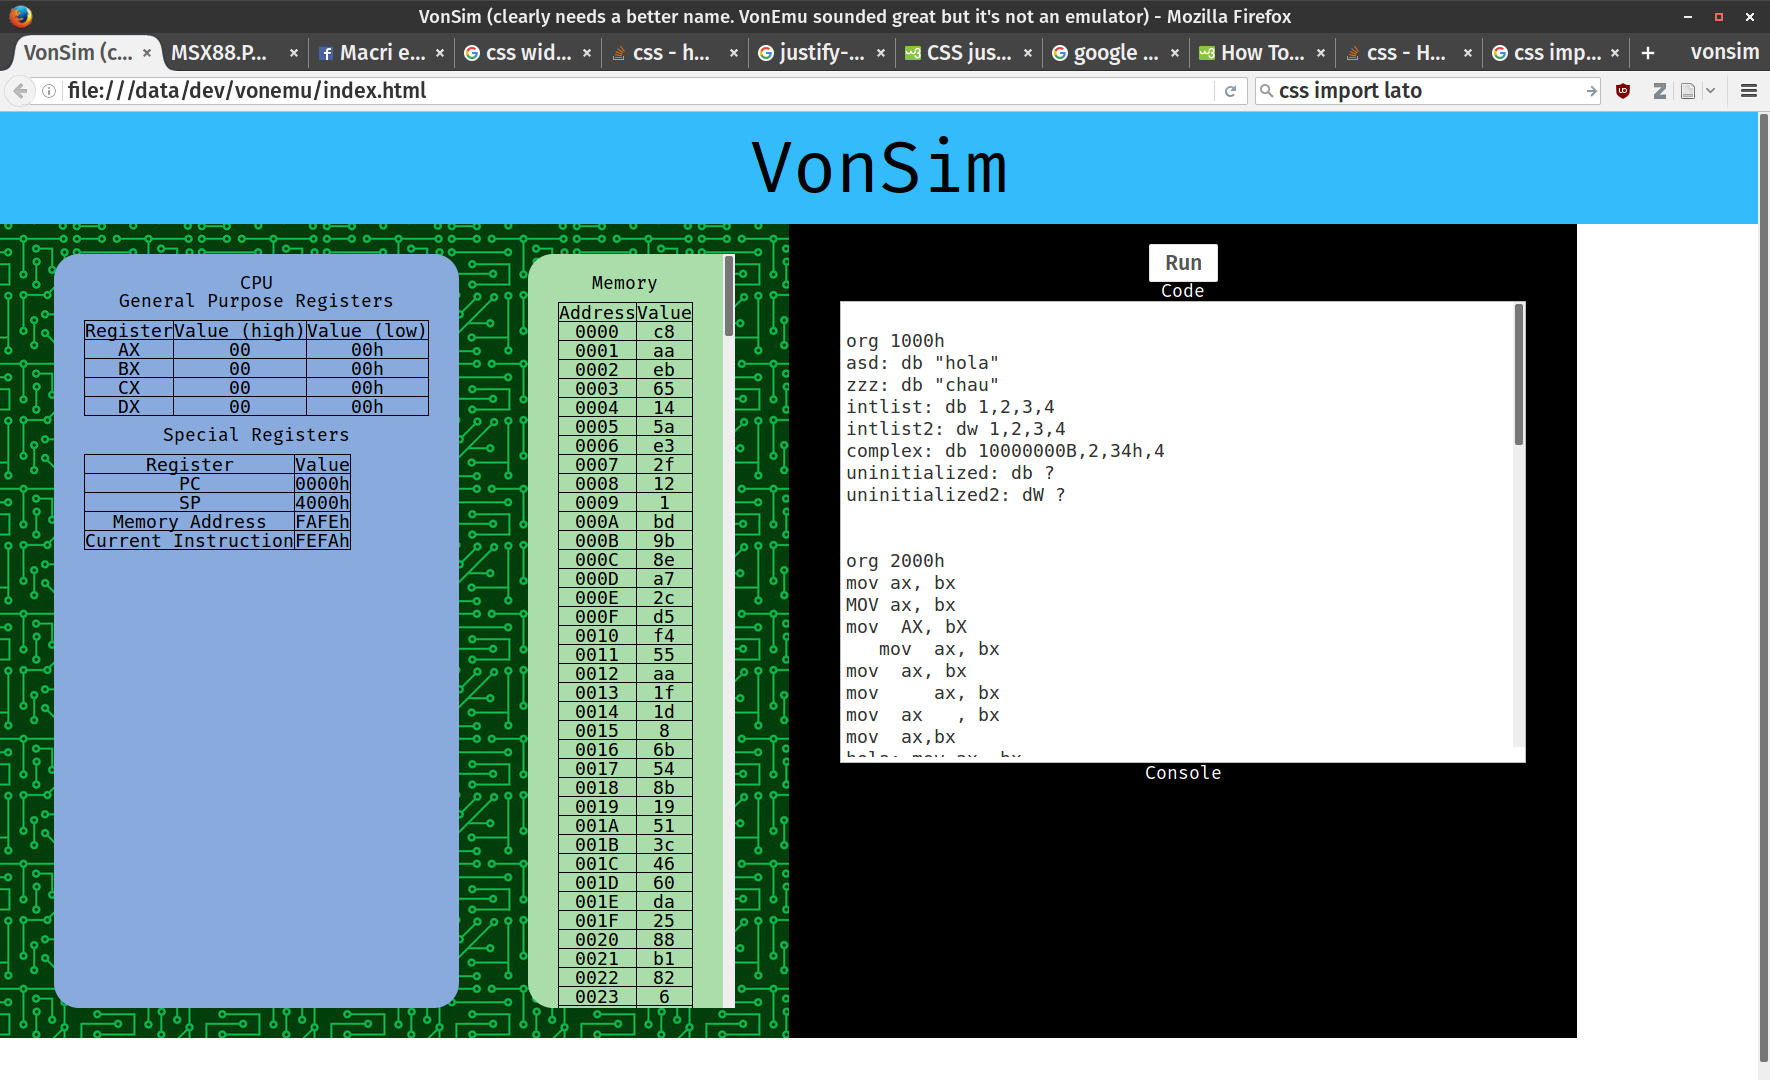 VonSim (clearly needs a better name. VonEmu sounded great but it's not an emulator) - Mozilla Firefox
VonSim (c... × MSX88.P... × Macri e... × css wid... × css - h... × justify-... × CSS jus... × google ... × How To... × css - H... × css imp... × + vonsim
file:///data/dev/vonemu/index.html css import lato
VonSim
CPU
General Purpose Registers
Register Value (high) Value (low)
AX 00 00h
BX 00 00h
CX 00 00h
DX 00 00h
Special Registers
Register Value
PC 0000h
SP 4000h
Memory Address FAFEh
Current Instruction FEFAh
Memory
Address Value
0000 c8
0001 aa
0002 eb
0003 65
0004 14
0005 5a
0006 e3
0007 2f
0008 12
0009 1
000A bd
000B 9b
000C 8e
000D a7
000E 2c
000F d5
0010 f4
0011 55
0012 aa
0013 1f
0014 1d
0015 8
0016 6b
0017 54
0018 8b
0019 19
001A 51
001B 3c
001C 46
001D 60
001E da
001F 25
0020 88
0021 b1
0022 82
0023 6
Run
Code
org 1000h
asd: db "hola"
zzz: db "chau"
intlist: db 1,2,3,4
intlist2: dw 1,2,3,4
complex: db 10000000B,2,34h,4
uninitialized: db ?
uninitialized2: dW ?
org 2000h
mov ax, bx
MOV ax, bx
mov  AX, bX
   mov  ax, bx
mov  ax, bx
mov     ax, bx
mov  ax   , bx
mov  ax,bx
hola: mov ax, bx
Console